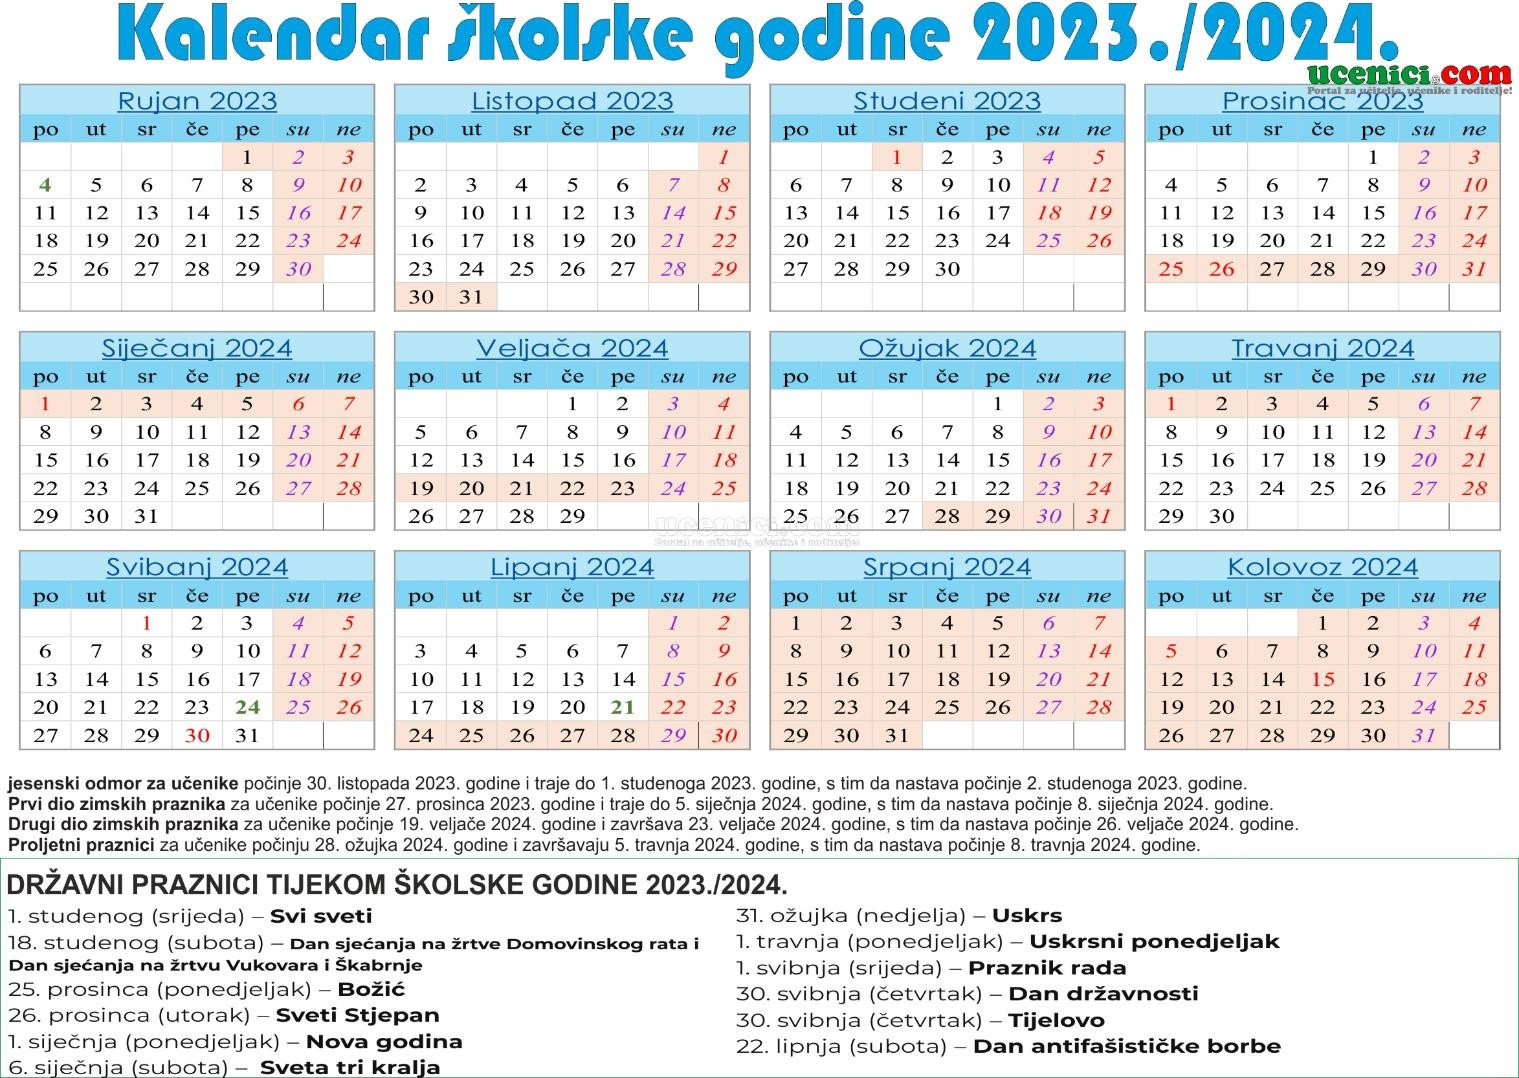 Kalendar školske godine 2023./2024.
ucenici.com
Portal za učitelje, učenike i roditelje!
Rujan 2023
po ut sr če pe su ne
1 2 3
4 5 6 7 8 9 10
11 12 13 14 15 16 17
18 19 20 21 22 23 24
25 26 27 28 29 30
Listopad 2023
po ut sr če pe su ne
1
2 3 4 5 6 7 8
9 10 11 12 13 14 15
16 17 18 19 20 21 22
23 24 25 26 27 28 29
30 31
Studeni 2023
po ut sr če pe su ne
1 2 3 4 5
6 7 8 9 10 11 12
13 14 15 16 17 18 19
20 21 22 23 24 25 26
27 28 29 30
Prosinac 2023
po ut sr če pe su ne
1 2 3
4 5 6 7 8 9 10
11 12 13 14 15 16 17
18 19 20 21 22 23 24
25 26 27 28 29 30 31
Siječanj 2024
po ut sr če pe su ne
1 2 3 4 5 6 7
8 9 10 11 12 13 14
15 16 17 18 19 20 21
22 23 24 25 26 27 28
29 30 31
Veljača 2024
po ut sr če pe su ne
1 2 3 4
5 6 7 8 9 10 11
12 13 14 15 16 17 18
19 20 21 22 23 24 25
26 27 28 29
Ožujak 2024
po ut sr če pe su ne
1 2 3
4 5 6 7 8 9 10
11 12 13 14 15 16 17
18 19 20 21 22 23 24
25 26 27 28 29 30 31
Travanj 2024
po ut sr če pe su ne
1 2 3 4 5 6 7
8 9 10 11 12 13 14
15 16 17 18 19 20 21
22 23 24 25 26 27 28
29 30
ucenici.com
Portal za učitelje, učenike i roditelje!
Svibanj 2024
po ut sr če pe su ne
1 2 3 4 5
6 7 8 9 10 11 12
13 14 15 16 17 18 19
20 21 22 23 24 25 26
27 28 29 30 31
Lipanj 2024
po ut sr če pe su ne
1 2
3 4 5 6 7 8 9
10 11 12 13 14 15 16
17 18 19 20 21 22 23
24 25 26 27 28 29 30
Srpanj 2024
po ut sr če pe su ne
1 2 3 4 5 6 7
8 9 10 11 12 13 14
15 16 17 18 19 20 21
22 23 24 25 26 27 28
29 30 31
Kolovoz 2024
po ut sr če pe su ne
1 2 3 4
5 6 7 8 9 10 11
12 13 14 15 16 17 18
19 20 21 22 23 24 25
26 27 28 29 30 31
jesenski odmor za učenike počinje 30. listopada 2023. godine i traje do 1. studenoga 2023. godine, s tim da nastava počinje 2. studenoga 2023. godine.
Prvi dio zimskih praznika za učenike počinje 27. prosinca 2023. godine i traje do 5. siječnja 2024. godine, s tim da nastava počinje 8. siječnja 2024. godine.
Drugi dio zimskih praznika za učenike počinje 19. veljače 2024. godine i završava 23. veljače 2024. godine, s tim da nastava počinje 26. veljače 2024. godine.
Proljetni praznici za učenike počinju 28. ožujka 2024. godine i završavaju 5. travnja 2024. godine, s tim da nastava počinje 8. travnja 2024. godine.
DRŽAVNI PRAZNICI TIJEKOM ŠKOLSKE GODINE 2023./2024.
1. studenog (srijeda) – Svi sveti
18. studenog (subota) – Dan sjećanja na žrtve Domovinskog rata i
Dan sjećanja na žrtvu Vukovara i Škabrnje
25. prosinca (ponedjeljak) – Božić
26. prosinca (utorak) – Sveti Stjepan
1. siječnja (ponedjeljak) – Nova godina
6. siječnja (subota) – Sveta tri kralja
31. ožujka (nedjelja) – Uskrs
1. travnja (ponedjeljak) – Uskrsni ponedjeljak
1. svibnja (srijeda) – Praznik rada
30. svibnja (četvrtak) – Dan državnosti
30. svibnja (četvrtak) – Tijelovo
22. lipnja (subota) – Dan antifašističke borbe